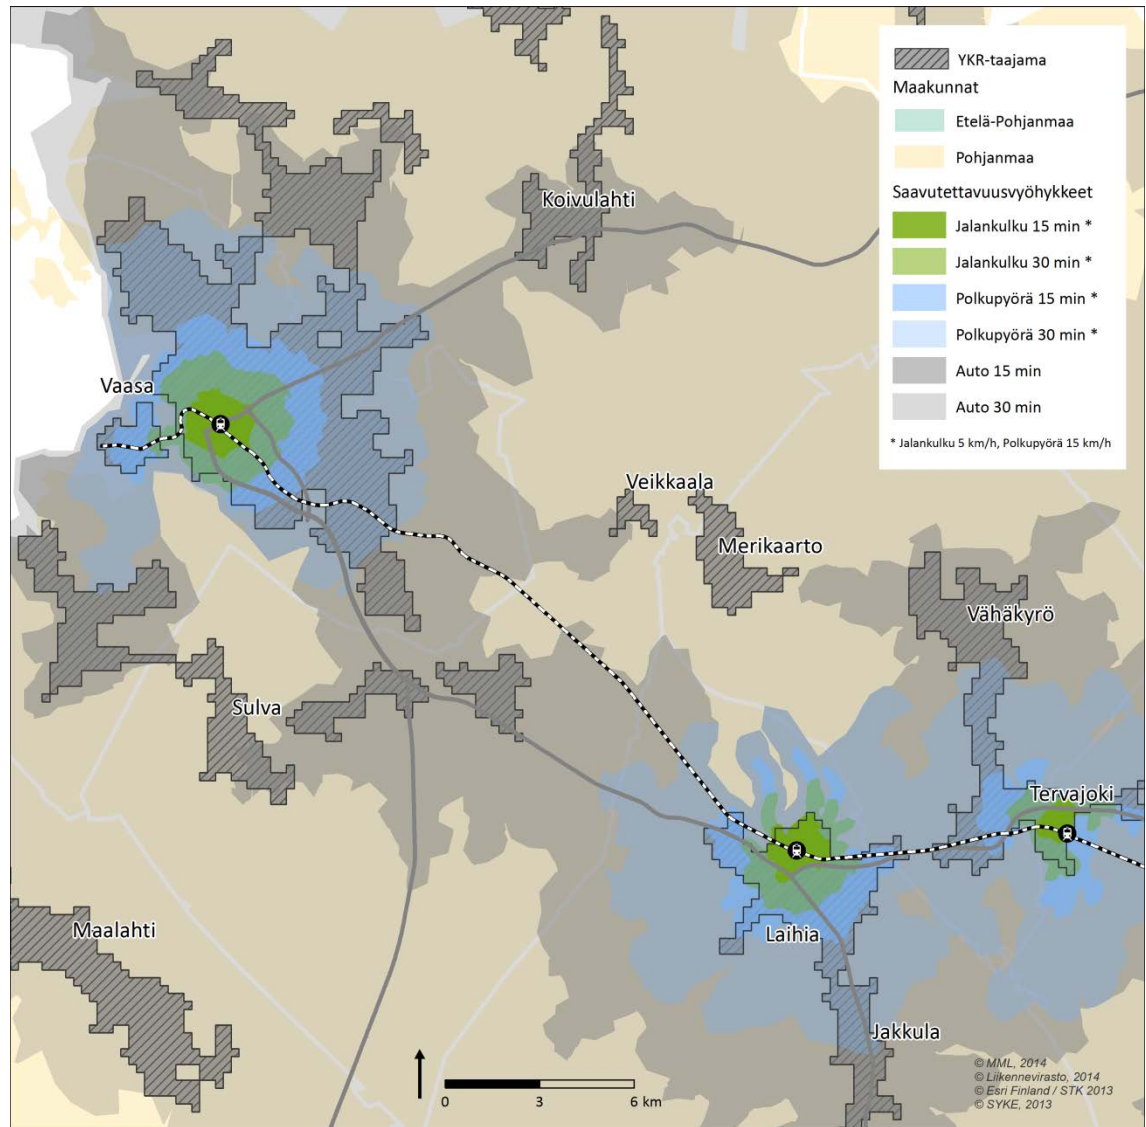 YKR-taajama
Maakunnat
Etelä-Pohjanmaa
Pohjanmaa
Saavutettavuusvyöhykkeet
Jalankulku 15 min *
Jalankulku 30 min *
Polkupyörä 15 min *
Polkupyörä 30 min *
Auto 15 min
Auto 30 min
* Jalankulku 5 km/h, Polkupyörä 15 km/h
Koivulahti
Vaasa
Veikkaala
Merikaarto
Vähäkyrö
Sulva
Tervajoki
Maalahti
Laihia
Jakkula
0 3 6 km
© MML, 2014
© Liikennevirasto, 2014
© Esri Finland / STK 2013
© SYKE, 2013